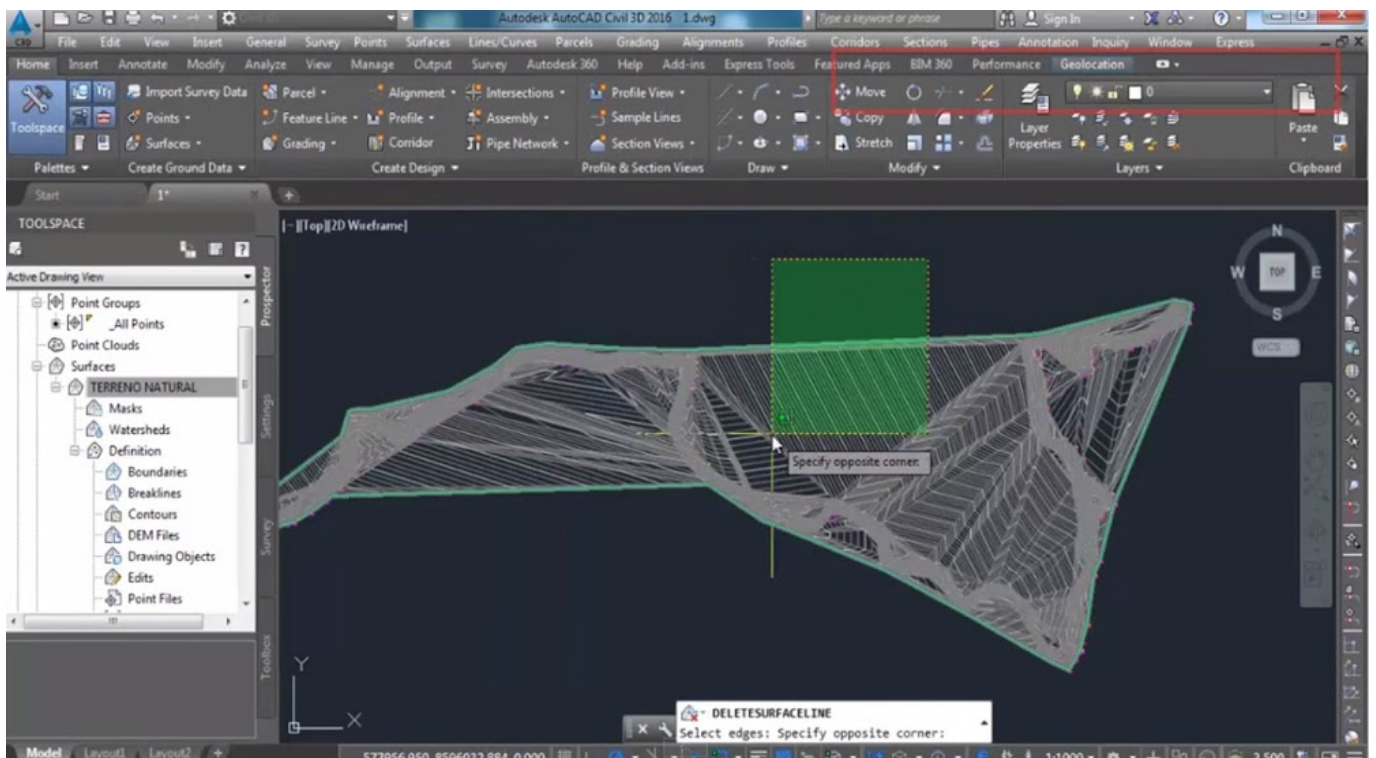 Autodesk AutoCAD Civil 3D 2016 1.dwg
Type a keyword or phrase
Sign In
C3D
File Edit View Insert General Survey Points Surfaces Lines/Curves Parcels Grading Alignments Profiles Corridors Sections Pipes Annotation Inquiry Window Express
Home Insert Annotate Modify Analyze View Manage Output Survey Autodesk 360 Help Add-ins Express Tools Featured Apps BIM 360 Performance Geolocation
Import Survey Data Parcel Alignment Intersections Profile View Move 0
Toolspace Points Feature Line Profile Assembly Sample Lines Copy Layer Properties Paste
Surfaces Grading Corridor Pipe Network Section Views Stretch
Palettes Create Ground Data Create Design Profile & Section Views Draw Modify Layers Clipboard
Start 1*
TOOLSPACE
[-][Top][2D Wireframe]
Active Drawing View
Prospector
Settings
Survey
Toolbox
Point Groups
_All Points
Point Clouds
Surfaces
TERRENO NATURAL
Masks
Watersheds
Definition
Boundaries
Breaklines
Contours
DEM Files
Drawing Objects
Edits
Point Files
N
W TOP E
S
WCS
Specify opposite corner:
Y
X
DELETESURFACELINE
Select edges: Specify opposite corner:
Model Layout1 Layout2 +
1:1000